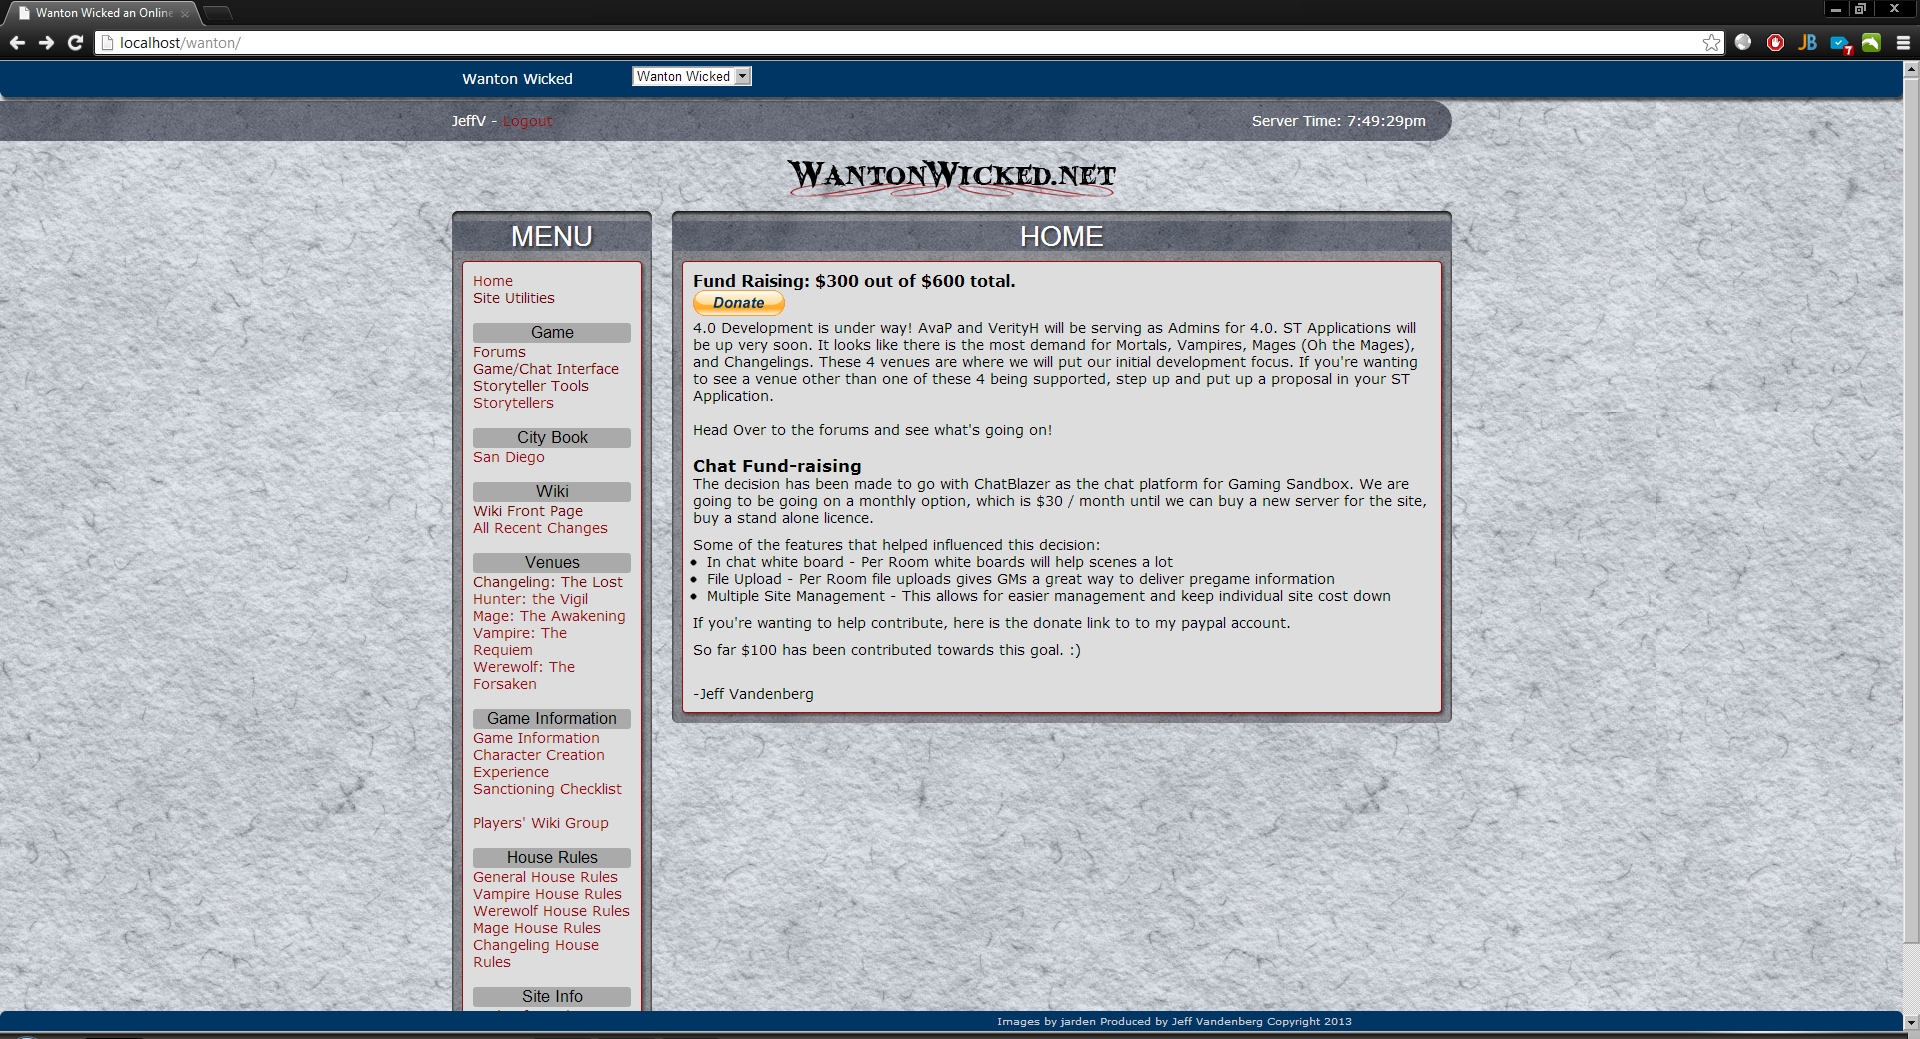 Wanton Wicked an Online
localhost/wanton/
JB
7
Wanton Wicked
Wanton Wicked
JeffV - Logout
Server Time: 7:49:29pm
WantonWicked.net
MENU
Home
Site Utilities
Game
Forums
Game/Chat Interface
Storyteller Tools
Storytellers
City Book
San Diego
Wiki
Wiki Front Page
All Recent Changes
Venues
Changeling: The Lost
Hunter: the Vigil
Mage: The Awakening
Vampire: The
Requiem
Werewolf: The
Forsaken
Game Information
Game Information
Character Creation
Experience
Sanctioning Checklist
Players' Wiki Group
House Rules
General House Rules
Vampire House Rules
Werewolf House Rules
Mage House Rules
Changeling House
Rules
Site Info
HOME
Fund Raising: $300 out of $600 total.
Donate
4.0 Development is under way! AvaP and VerityH will be serving as Admins for 4.0. ST Applications will
be up very soon. It looks like there is the most demand for Mortals, Vampires, Mages (Oh the Mages),
and Changelings. These 4 venues are where we will put our initial development focus. If you're wanting
to see a venue other than one of these 4 being supported, step up and put up a proposal in your ST
Application.
Head Over to the forums and see what's going on!
Chat Fund-raising
The decision has been made to go with ChatBlazer as the chat platform for Gaming Sandbox. We are
going to be going on a monthly option, which is $30 / month until we can buy a new server for the site,
buy a stand alone licence.
Some of the features that helped influenced this decision:
• In chat white board - Per Room white boards will help scenes a lot
• File Upload - Per Room file uploads gives GMs a great way to deliver pregame information
• Multiple Site Management - This allows for easier management and keep individual site cost down
If you're wanting to help contribute, here is the donate link to to my paypal account.
So far $100 has been contributed towards this goal. :)
-Jeff Vandenberg
Images by jarden Produced by Jeff Vandenberg Copyright 2013